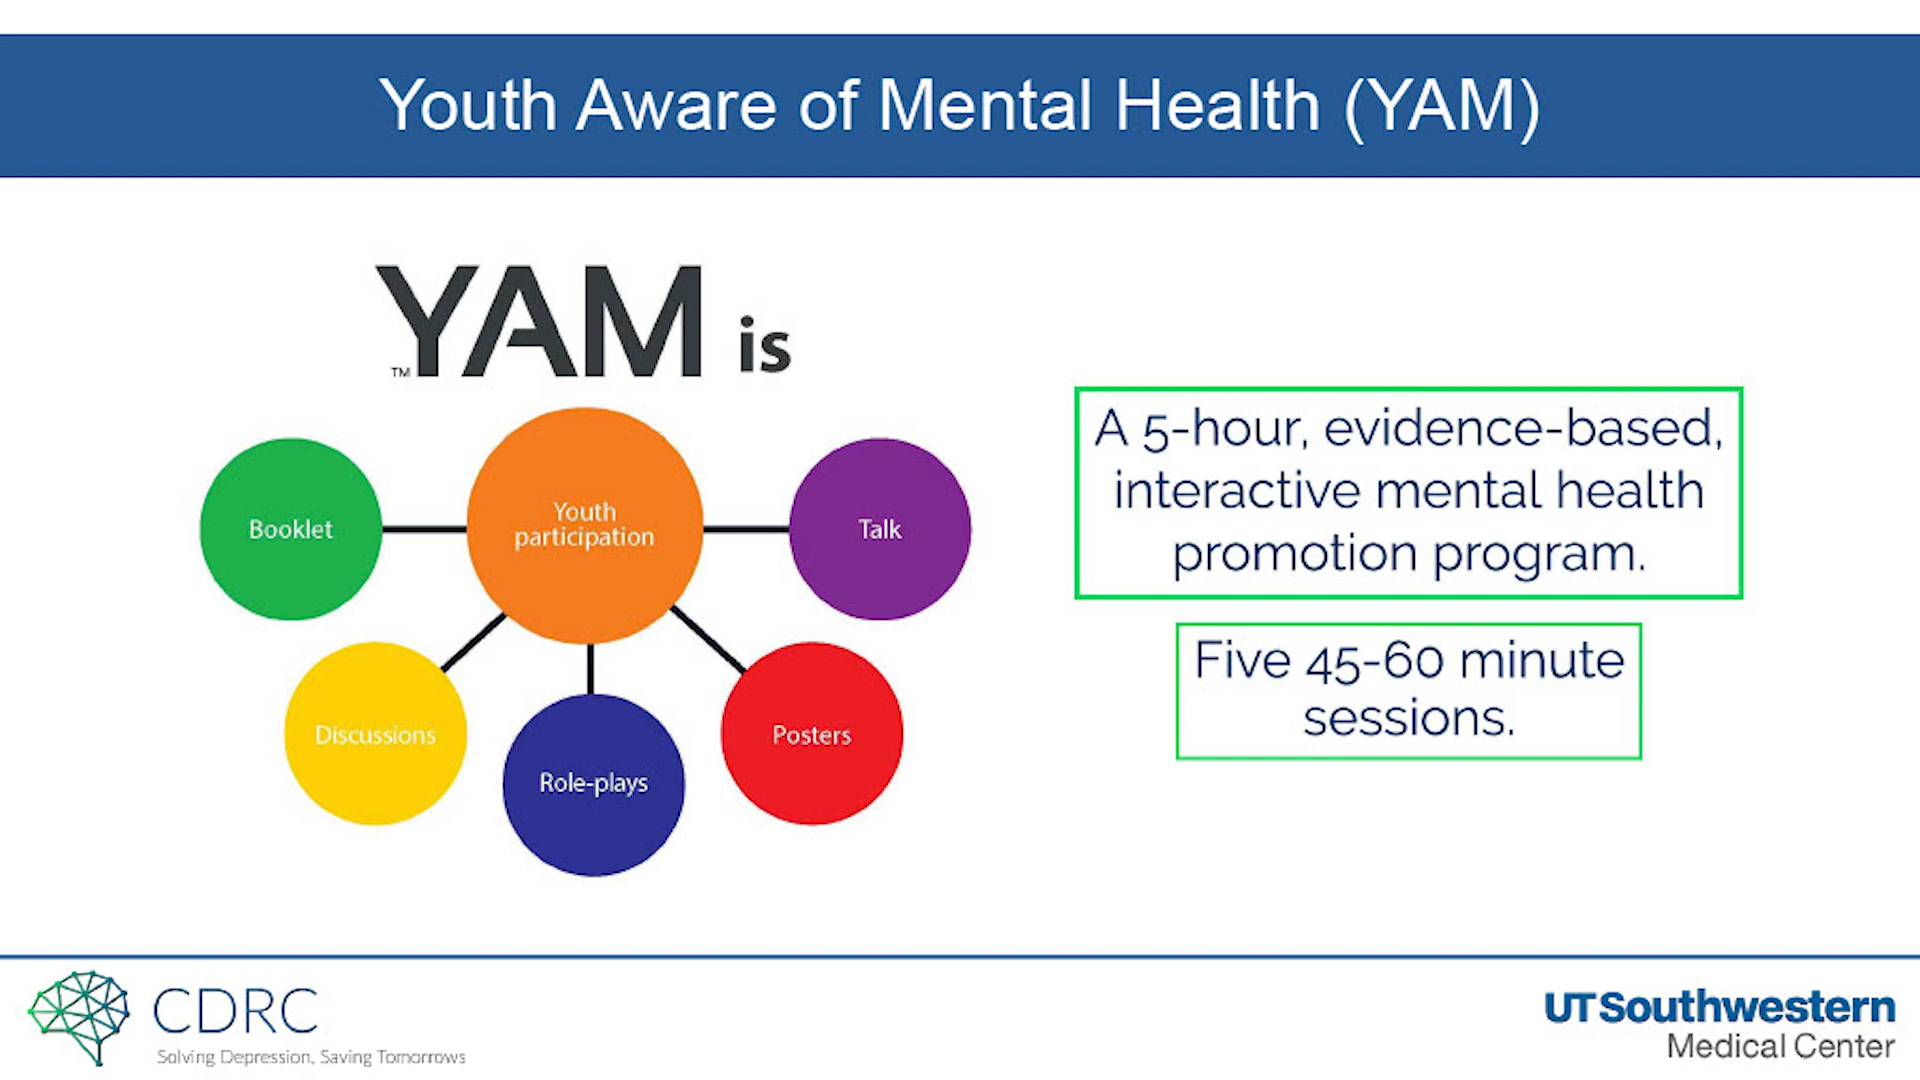 Youth Aware of Mental Health (YAM)
YAM is
TM
Booklet
Youth
participation
Talk
Discussions
Role-plays
Posters
A 5-hour, evidence-based,
interactive mental health
promotion program.
Five 45-60 minute
sessions.
CDRC
Solving Depression, Saving Tomorrows
UTSouthwestern
Medical Center